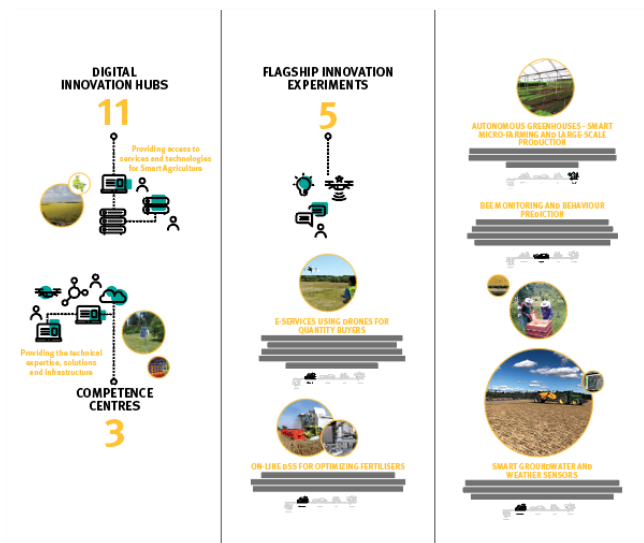 DIGITAL
INNOVATION HUBS
11
Providing access to
services and technologies
for Smart Agriculture
Providing the technical
expertise, solutions
and infrastructure
COMPETENCE
CENTRES
3
FLAGSHIP INNOVATION
EXPERIMENTS
5
E-SERVICES USING DRONES FOR
QUANTITY BUYERS
ON-LINE DSS FOR OPTIMIZING FERTILISERS
AUTONOMOUS GREENHOUSES - SMART
MICRO-FARMING AND LARGE-SCALE
PRODUCTION
BEE MONITORING AND BEHAVIOUR
PREDICTION
SMART GROUNDWATER AND
WEATHER SENSORS